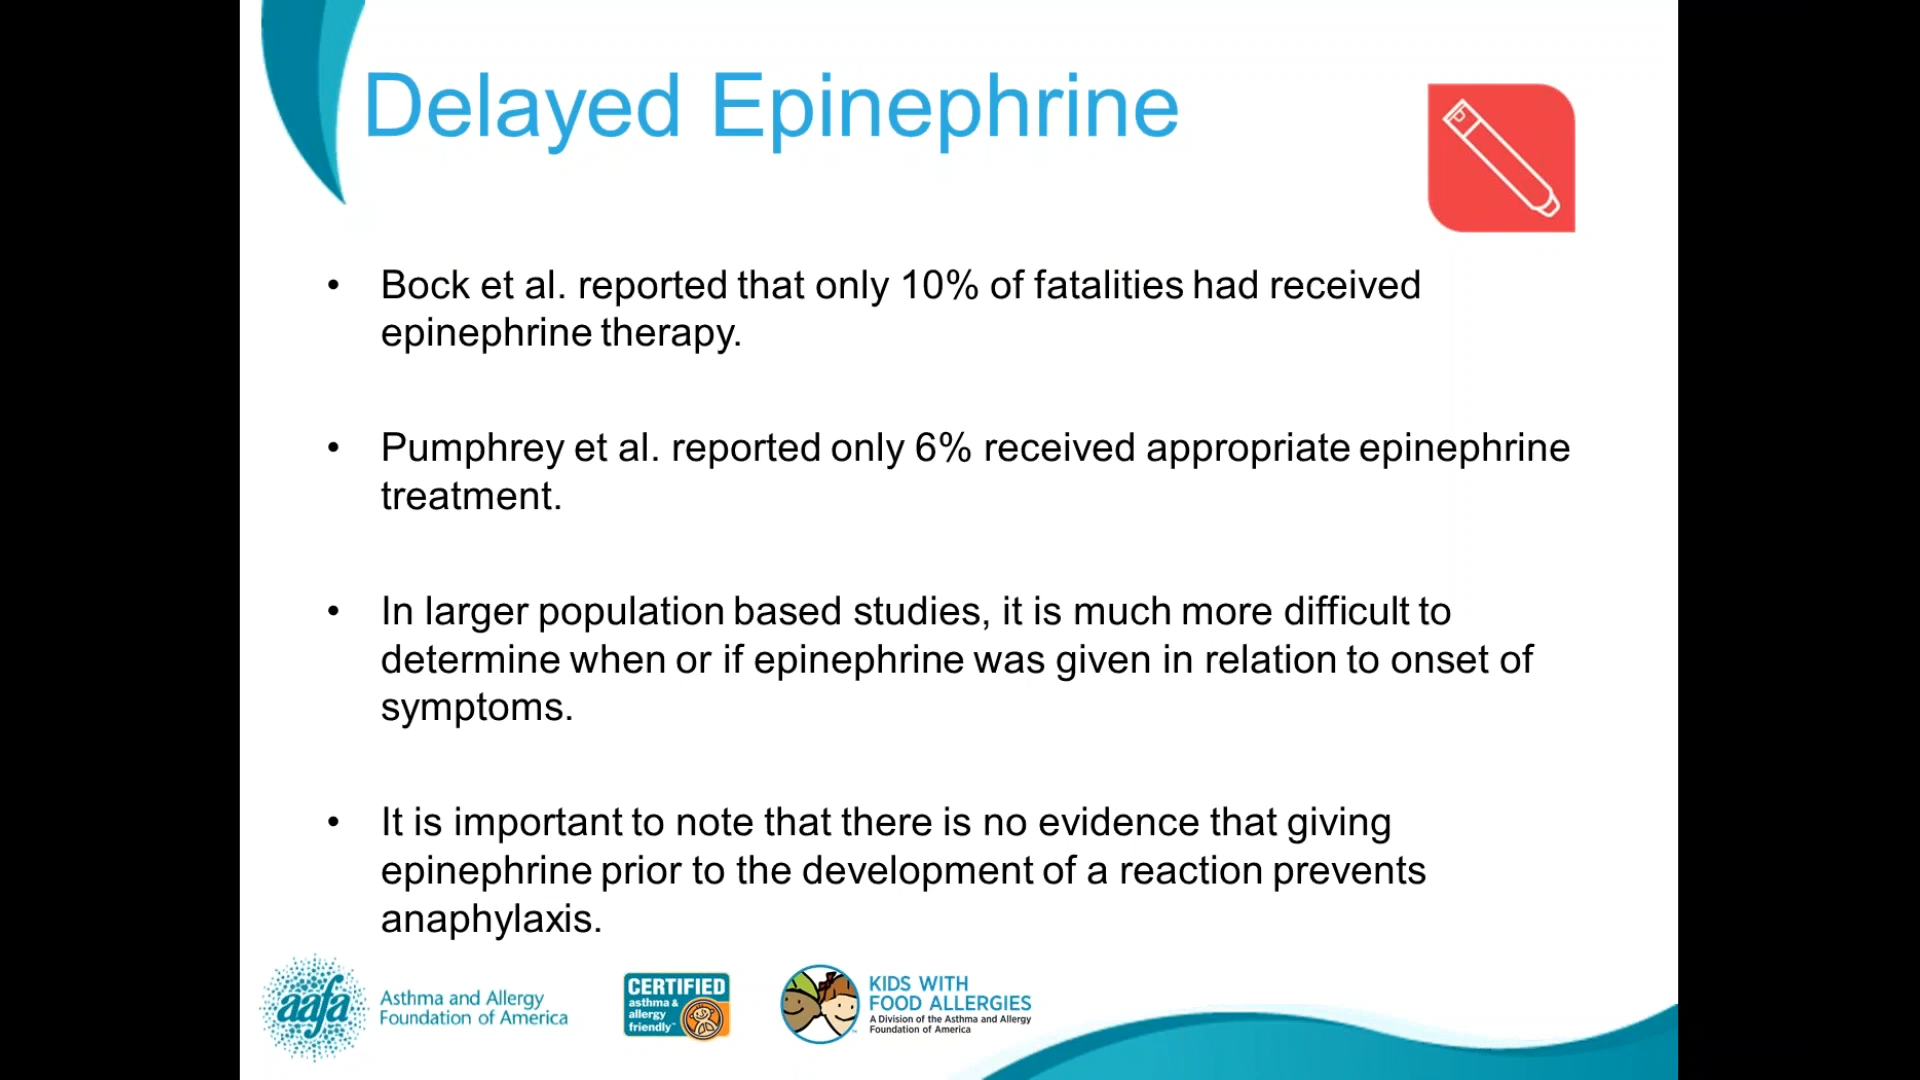 Delayed Epinephrine
• Bock et al. reported that only 10% of fatalities had received
epinephrine therapy.
• Pumphrey et al. reported only 6% received appropriate epinephrine
treatment.
• In larger population based studies, it is much more difficult to
determine when or if epinephrine was given in relation to onset of
symptoms.
• It is important to note that there is no evidence that giving
epinephrine prior to the development of a reaction prevents
anaphylaxis.
aafa
Asthma and Allergy
Foundation of America
CERTIFIED
asthma &
allergy
friendly™
KIDS WITH
FOOD ALLERGIES
A Division of the Asthma and Allergy
Foundation of America